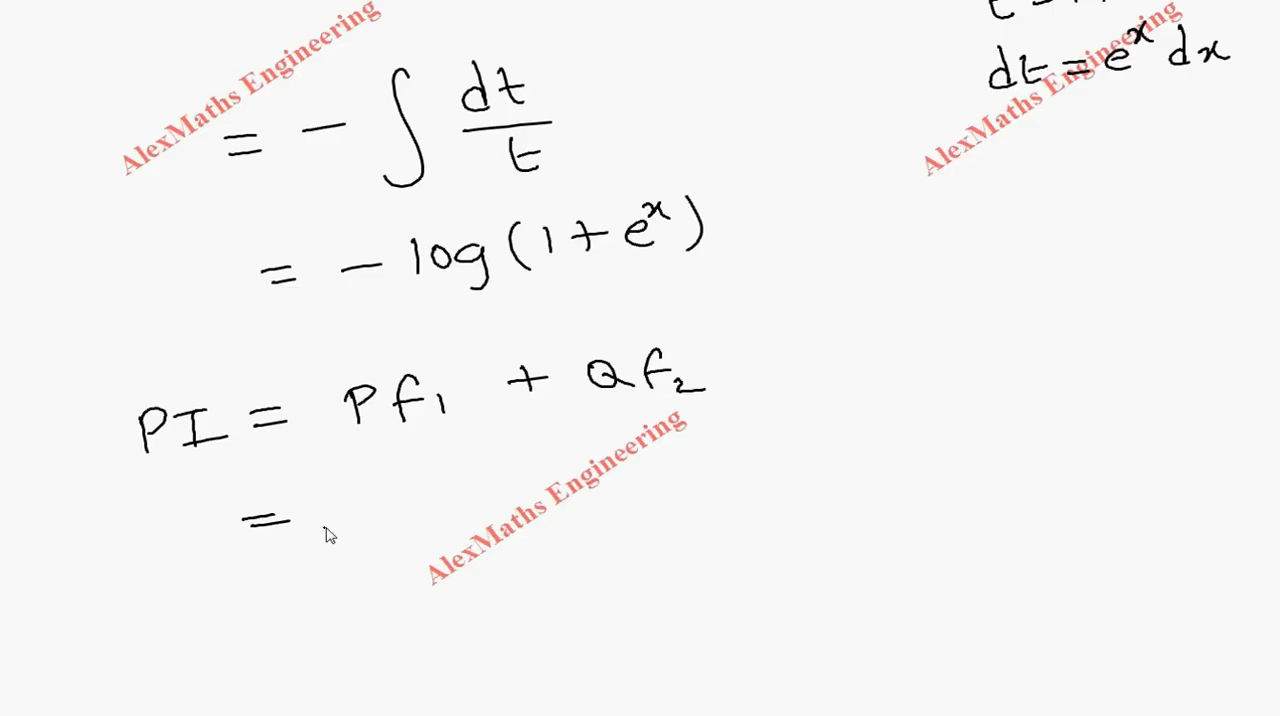 dt = e^x dx
= - ∫ dt/t
= - log (1 + e^x)
PI = Pf₁ + Qf₂
=
AlexMaths Engineering
AlexMaths Engineering
AlexMaths Engineering